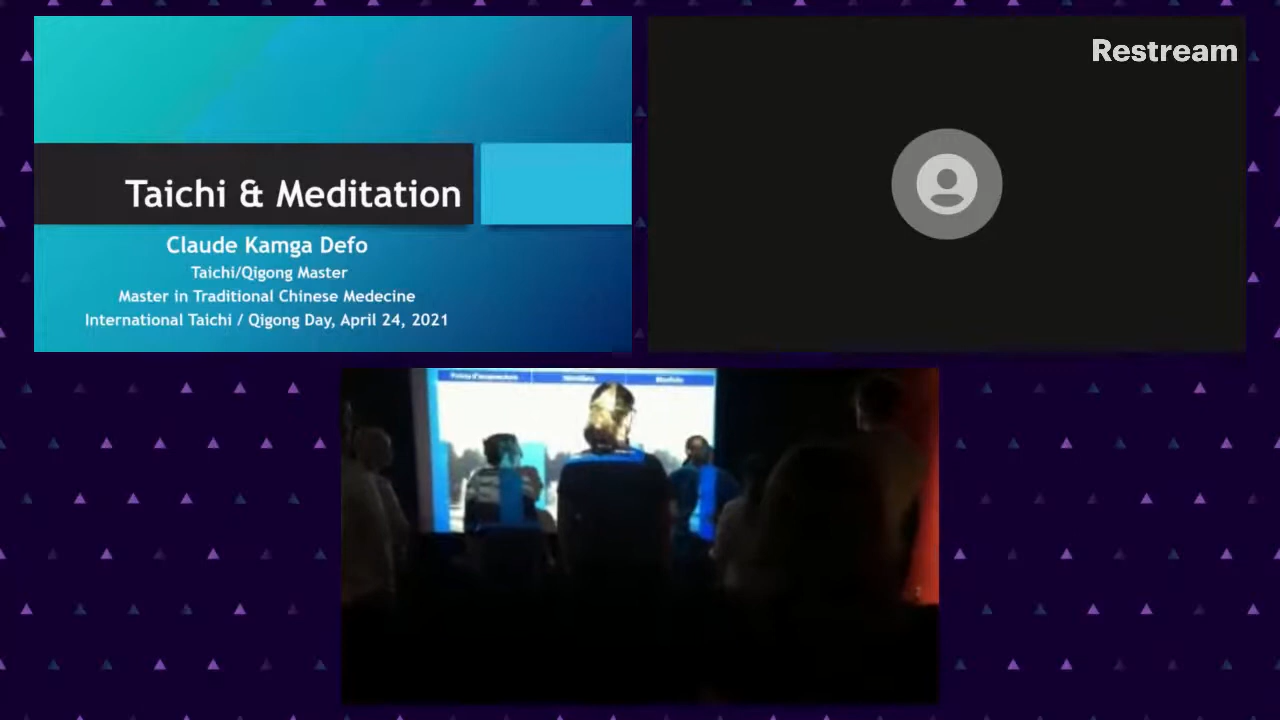 Restream
Taichi & Meditation
Claude Kamga Defo
Taichi/Qigong Master
Master in Traditional Chinese Medecine
International Taichi / Qigong Day, April 24, 2021